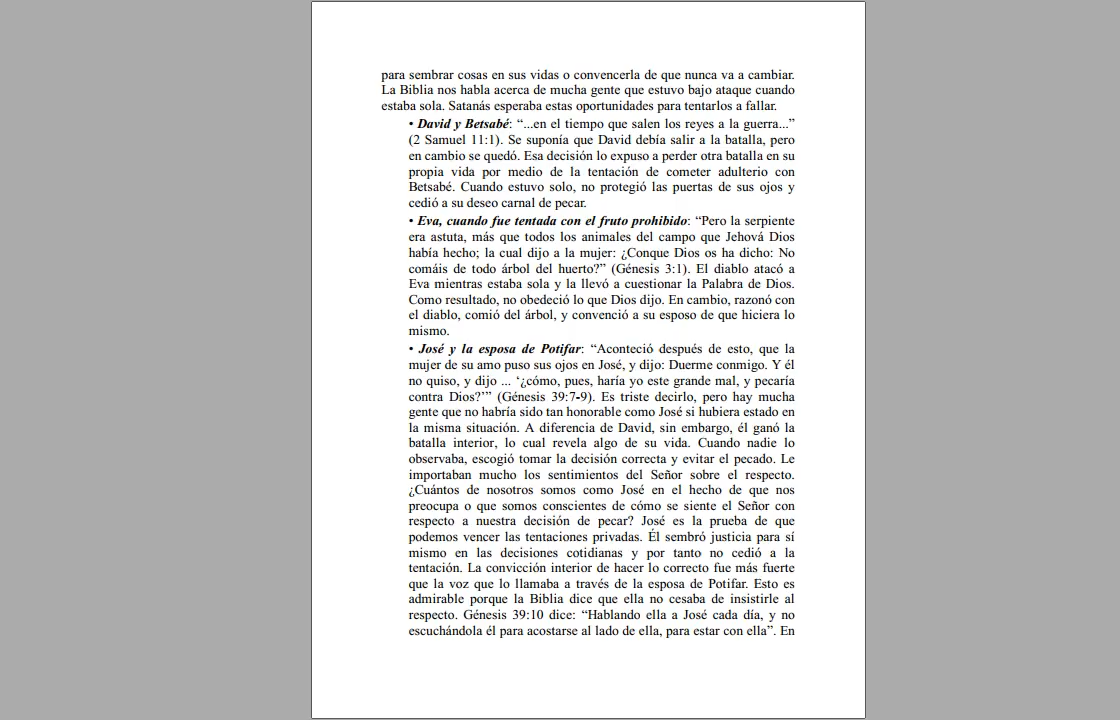 para sembrar cosas en sus vidas o convencerla de que nunca va a cambiar.
La Biblia nos habla acerca de mucha gente que estuvo bajo ataque cuando
estaba sola. Satanás esperaba estas oportunidades para tentarlos a fallar.
• David y Betsabé: “...en el tiempo que salen los reyes a la guerra...”
(2 Samuel 11:1). Se suponía que David debía salir a la batalla, pero
en cambio se quedó. Esa decisión lo expuso a perder otra batalla en su
propia vida por medio de la tentación de cometer adulterio con
Betsabé. Cuando estuvo solo, no protegió las puertas de sus ojos y
cedió a su deseo carnal de pecar.
• Eva, cuando fue tentada con el fruto prohibido: “Pero la serpiente
era astuta, más que todos los animales del campo que Jehová Dios
había hecho; la cual dijo a la mujer: ¿Conque Dios os ha dicho: No
comáis de todo árbol del huerto?” (Génesis 3:1). El diablo atacó a
Eva mientras estaba sola y la llevó a cuestionar la Palabra de Dios.
Como resultado, no obedeció lo que Dios dijo. En cambio, razonó con
el diablo, comió del árbol, y convenció a su esposo de que hiciera lo
mismo.
• José y la esposa de Potifar: “Aconteció después de esto, que la
mujer de su amo puso sus ojos en José, y dijo: Duerme conmigo. Y él
no quiso, y dijo ... ‘¿cómo, pues, haría yo este grande mal, y pecaría
contra Dios?’” (Génesis 39:7-9). Es triste decirlo, pero hay mucha
gente que no habría sido tan honorable como José si hubiera estado en
la misma situación. A diferencia de David, sin embargo, él ganó la
batalla interior, lo cual revela algo de su vida. Cuando nadie lo
observaba, escogió tomar la decisión correcta y evitar el pecado. Le
importaban mucho los sentimientos del Señor sobre el respecto.
¿Cuántos de nosotros somos como José en el hecho de que nos
preocupa o que somos conscientes de cómo se siente el Señor con
respecto a nuestra decisión de pecar? José es la prueba de que
podemos vencer las tentaciones privadas. Él sembró justicia para sí
mismo en las decisiones cotidianas y por tanto no cedió a la
tentación. La convicción interior de hacer lo correcto fue más fuerte
que la voz que lo llamaba a través de la esposa de Potifar. Esto es
admirable porque la Biblia dice que ella no cesaba de insistirle al
respecto. Génesis 39:10 dice: “Hablando ella a José cada día, y no
escuchándola él para acostarse al lado de ella, para estar con ella”. En